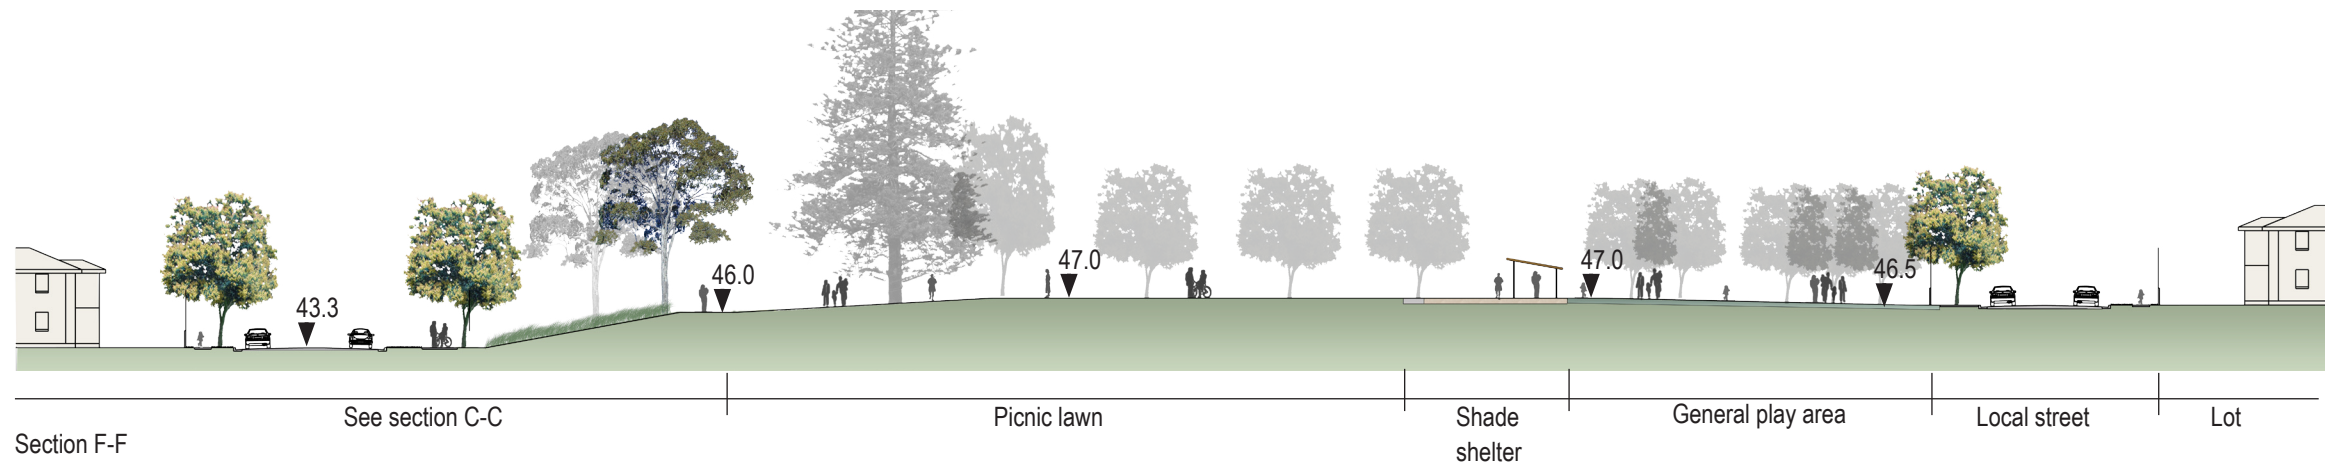 43.3
46.0
47.0
47.0
46.5
See section C-C
Picnic lawn
Shade
shelter
General play area
Local street
Lot
Section F-F